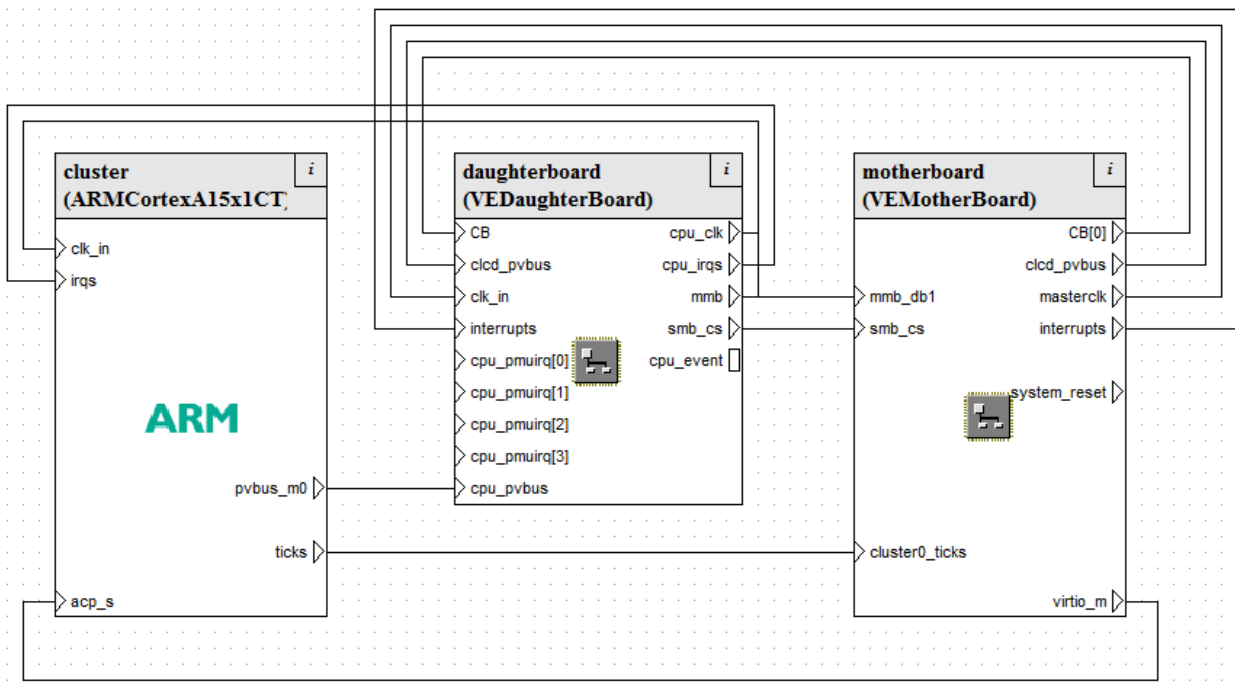 cluster
(ARMCortexA15x1CT)
i
clk_in
irqs
ARM
pvbus_m0
ticks
acp_s
daughterboard
(VEDaughterBoard)
i
CB
cpu_clk
clcd_pvbus
cpu_irqs
clk_in
mmb
interrupts
smb_cs
cpu_pmuirq[0]
cpu_event
cpu_pmuirq[1]
cpu_pmuirq[2]
cpu_pmuirq[3]
cpu_pvbus
motherboard
(VEMotherBoard)
i
CB[0]
clcd_pvbus
mmb_db1
masterclk
smb_cs
interrupts
system_reset
cluster0_ticks
virtio_m